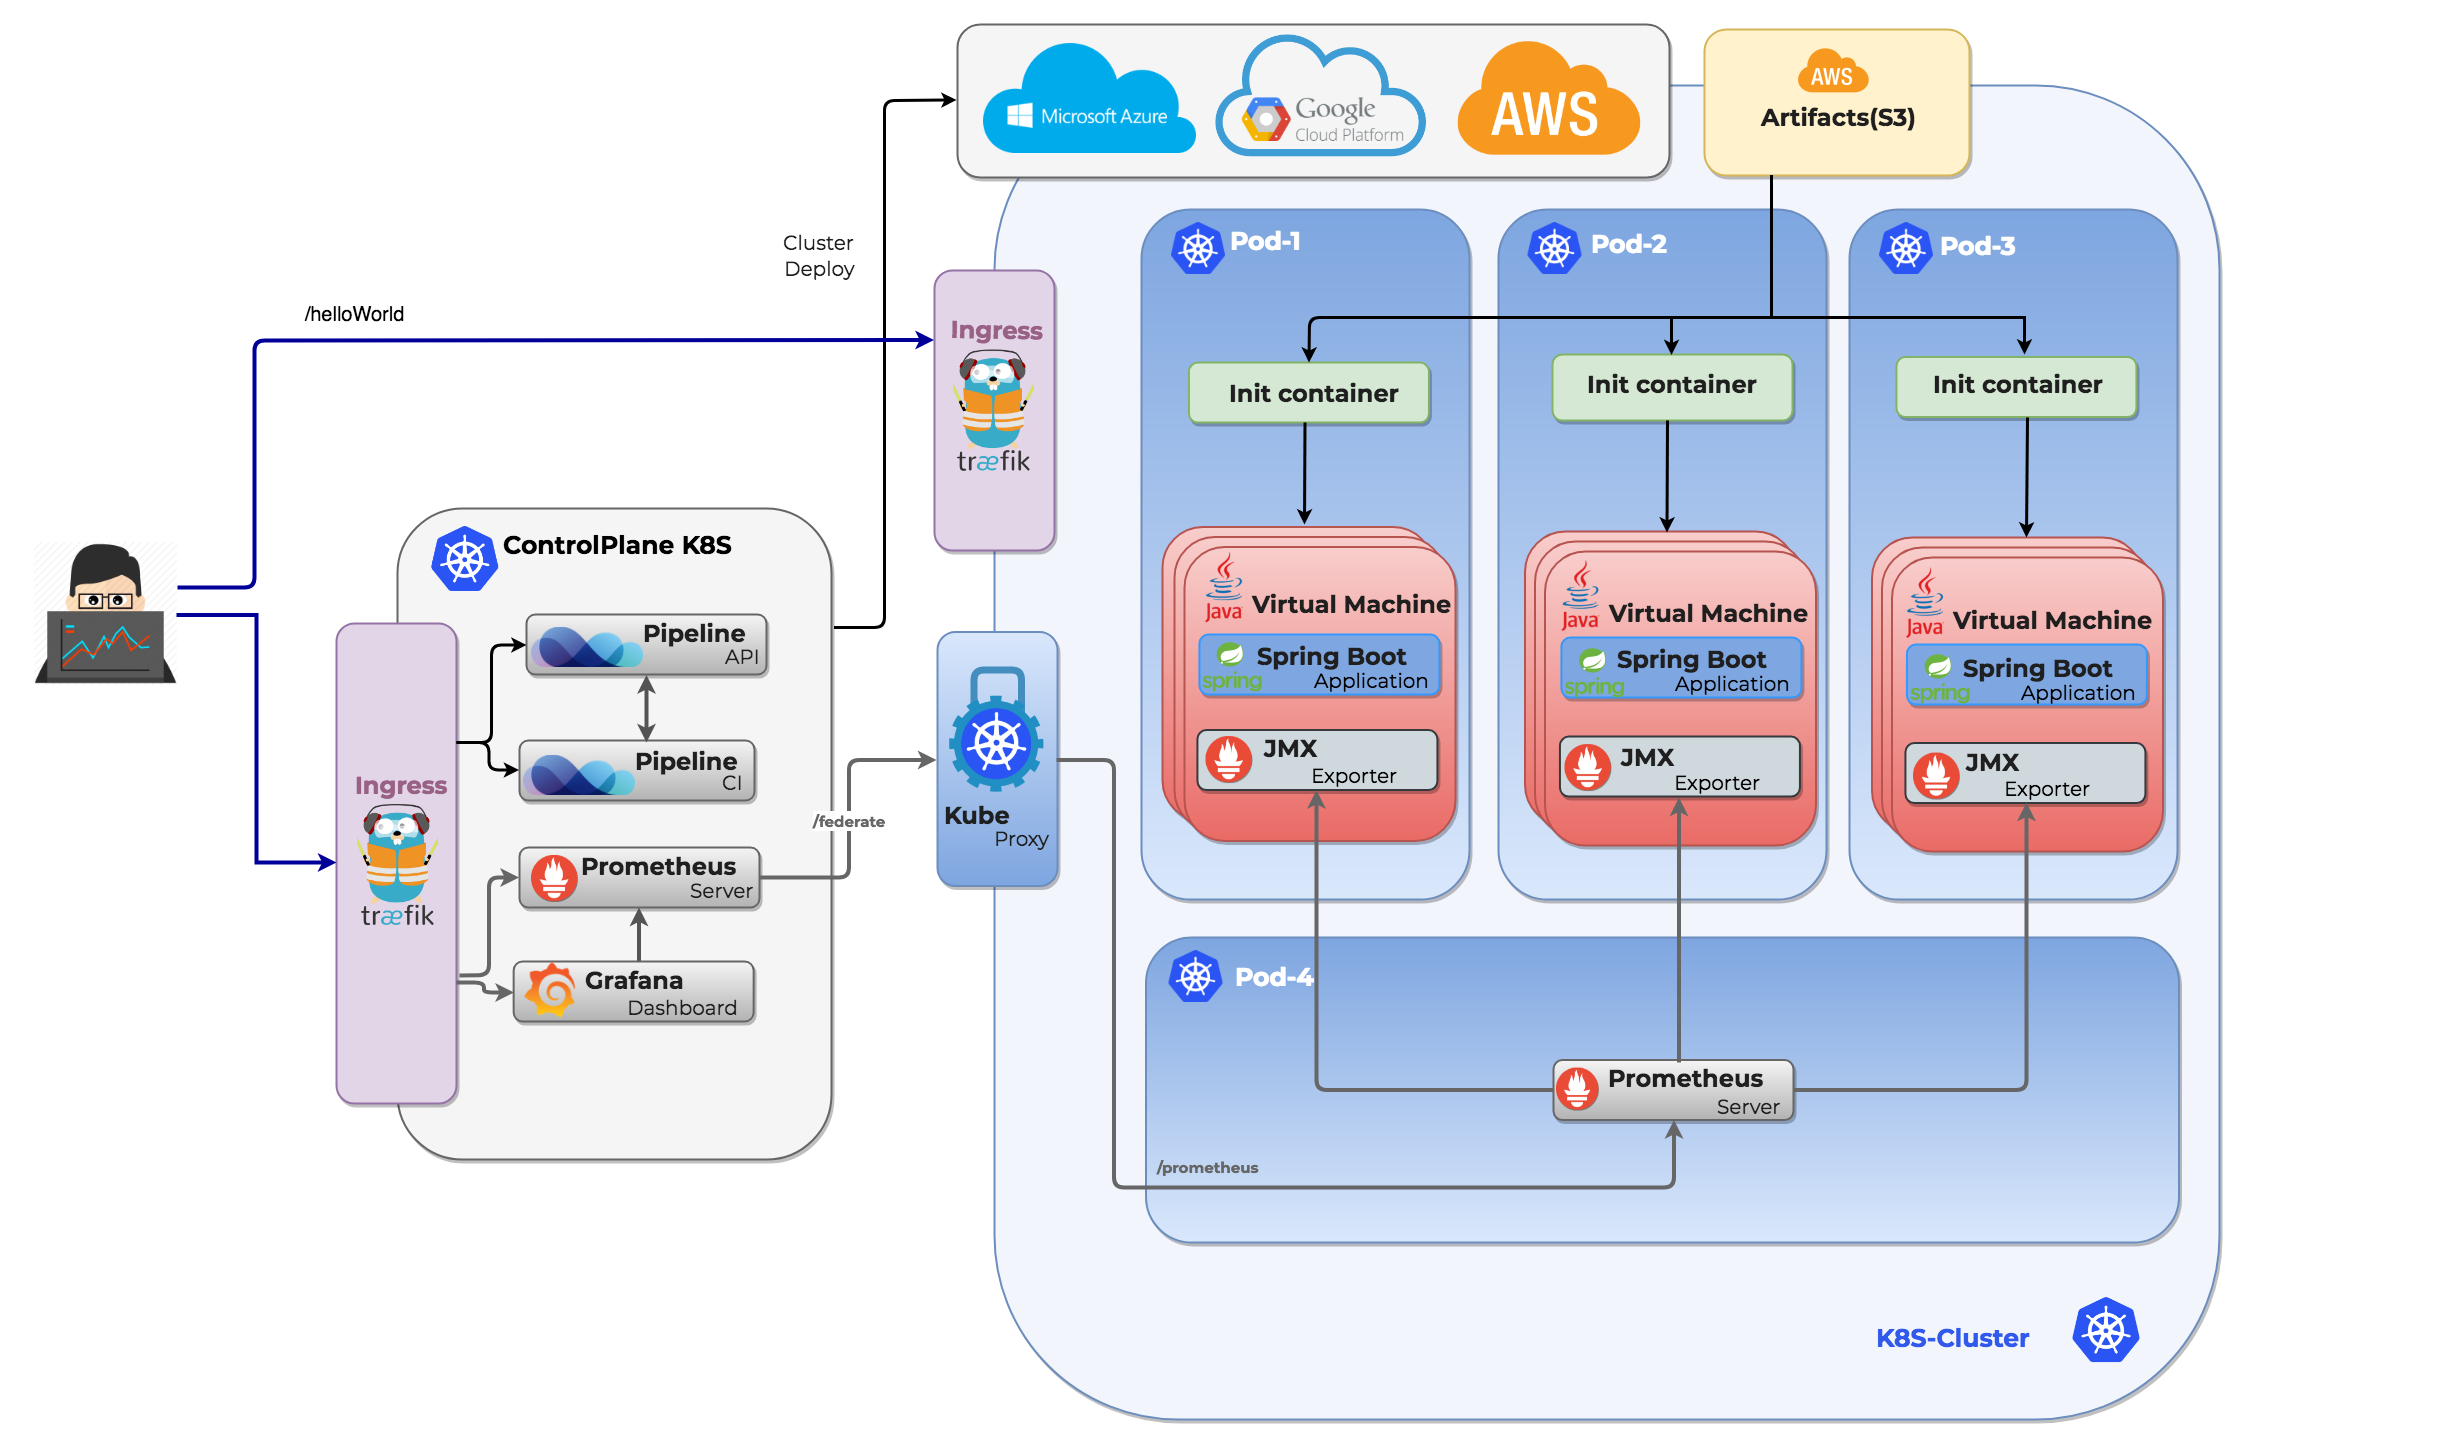 Microsoft Azure
Google
Cloud Platform
AWS
AWS
Artifacts(S3)
Cluster
Deploy
/helloWorld
Ingress
træfik
Pod-1
Pod-2
Pod-3
Init container
Init container
Init container
ControlPlane K8S
Pipeline
API
Pipeline
CI
Ingress
træfik
Prometheus
Server
Grafana
Dashboard
/federate
Kube
Proxy
Java
Virtual Machine
spring
Spring Boot
Application
JMX
Exporter
Java
Virtual Machine
spring
Spring Boot
Application
JMX
Exporter
Java
Virtual Machine
spring
Spring Boot
Application
JMX
Exporter
Pod-4
Prometheus
Server
/prometheus
K8S-Cluster